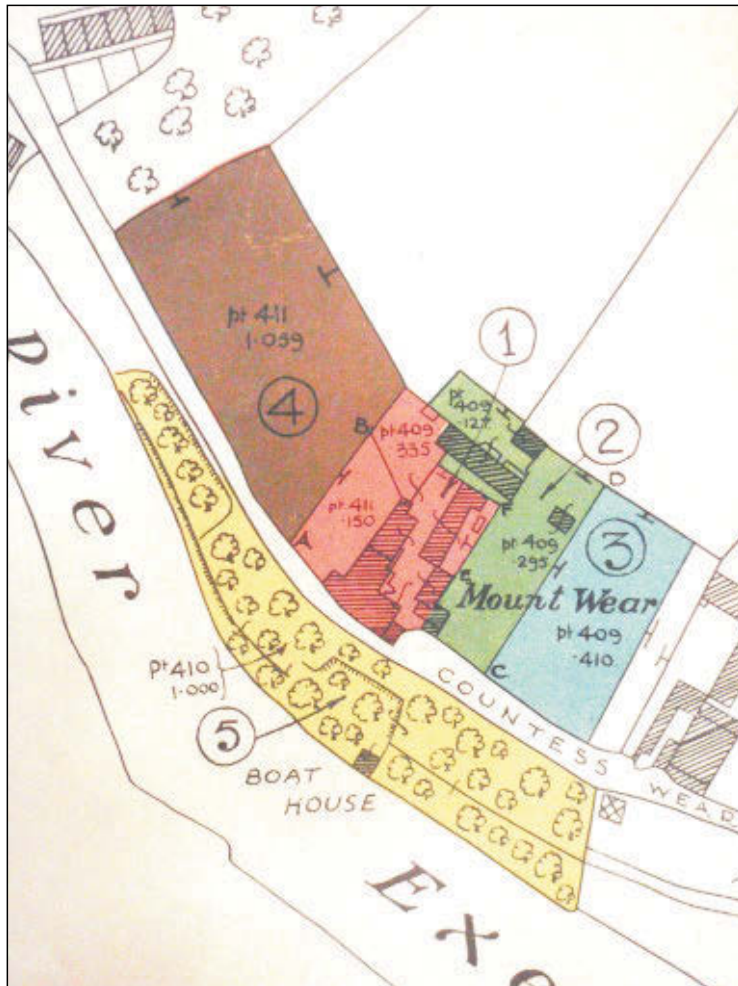 River
pt 411
1·059
4
1
pt
409
·127
2
D
B
pt 409
·335
pt 411
·150
A
F
3
pt 409
·295
E
Mount Wear
pt 409
·410
C
pt 410
1·000
5
COUNTESS WEAR
BOAT
HOUSE
Exe